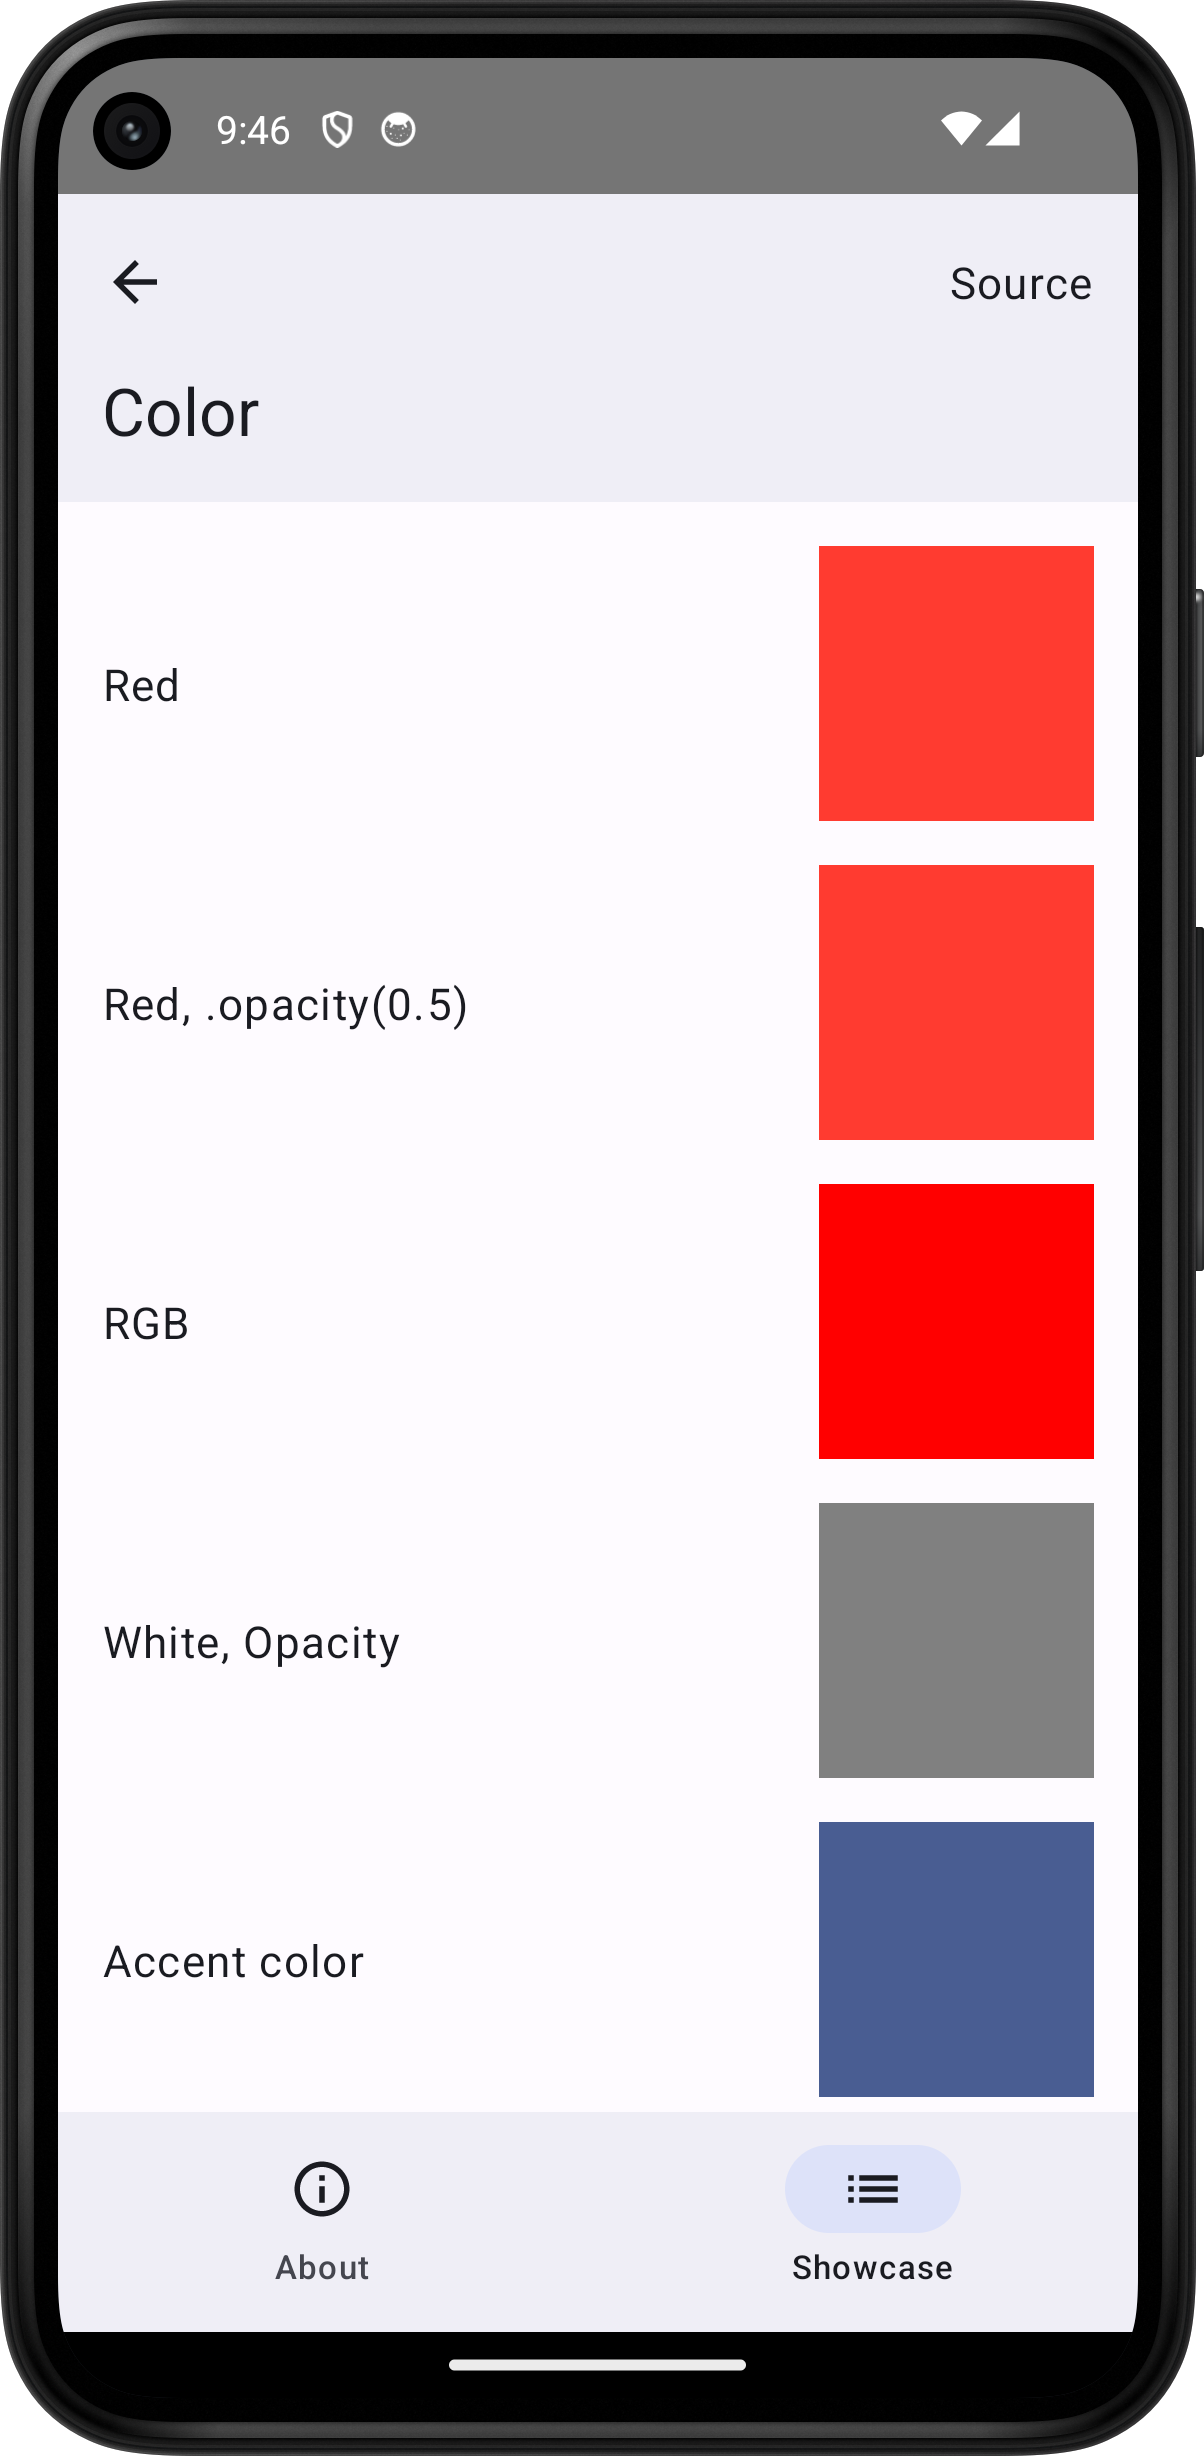 9:46
Source
Color
Red
Red, .opacity(0.5)
RGB
White, Opacity
Accent color
About
Showcase